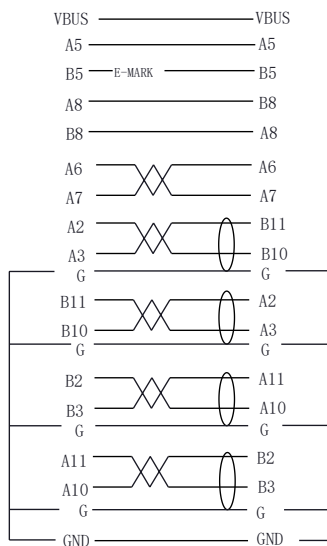 VBUS VBUS
A5 A5
B5 E-MARK B5
A8 B8
B8 A8
A6 A6
A7 A7
A2 B11
A3 B10
G G
B11 A2
B10 A3
G G
B2 A11
B3 A10
G G
A11 B2
A10 B3
G G
GND GND